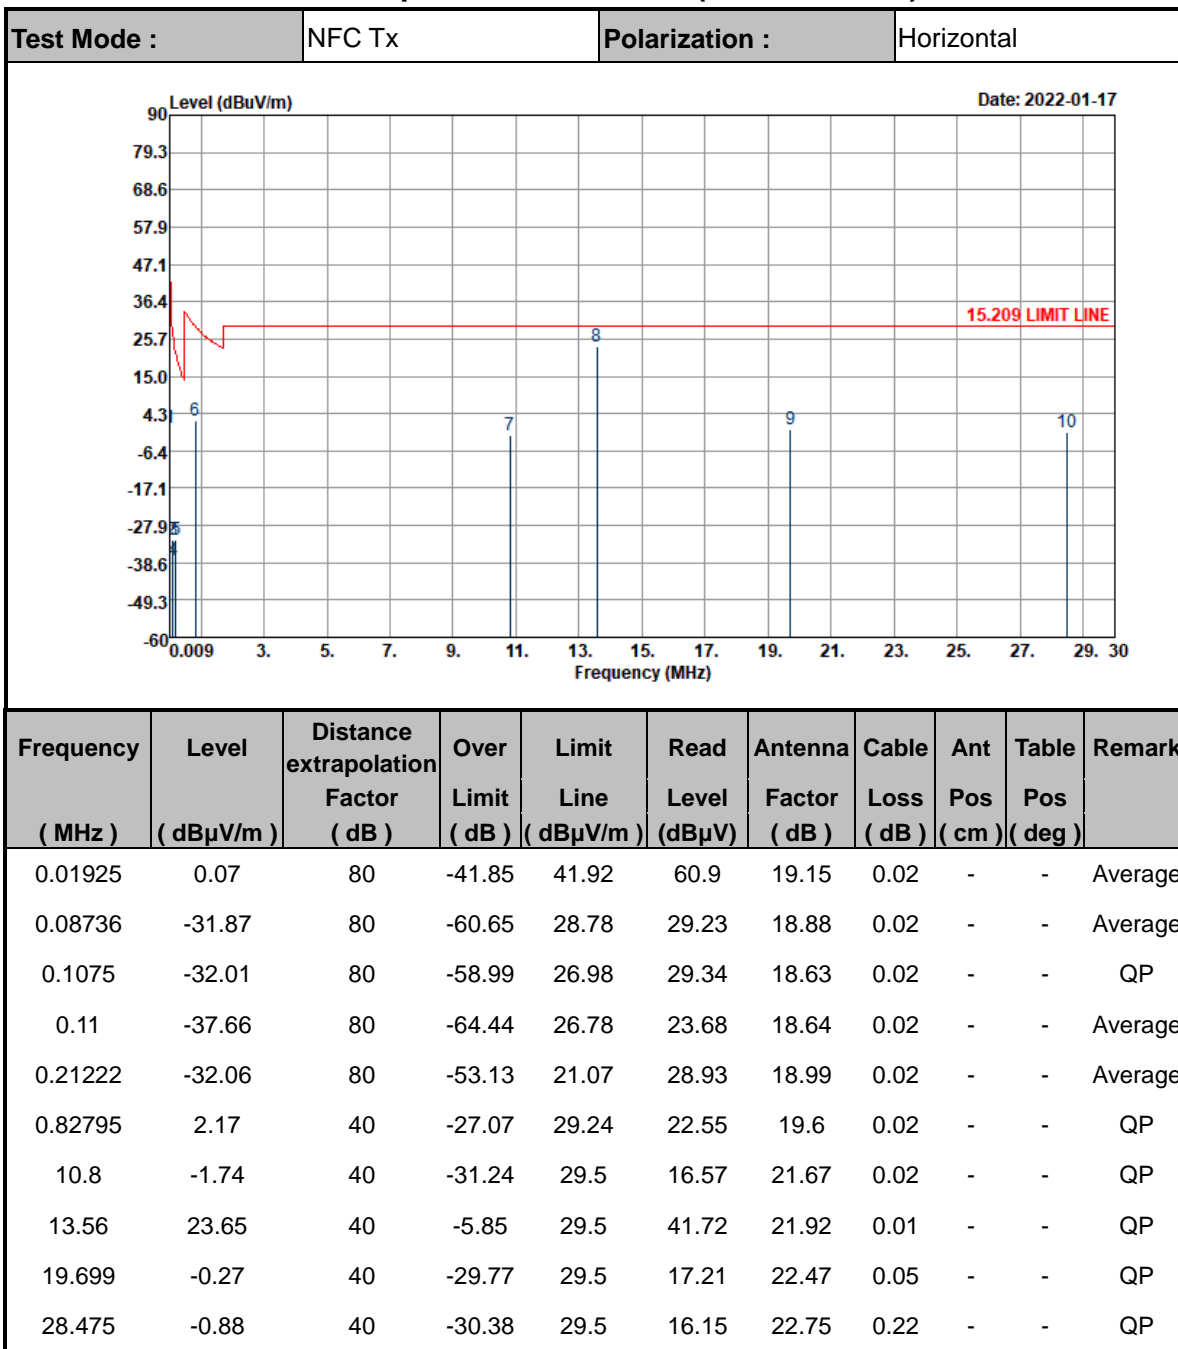 Test Mode : NFC Tx Polarization : Horizontal
Level (dBuV/m) Date: 2022-01-17
90
79.3
68.6
57.9
47.1
36.4
15.209 LIMIT LINE
25.7
8
15.0
4.3
1 6 7 9 10
-6.4
-17.1
-27.9
5
4
-38.6
-49.3
-60
0.009 3. 5. 7. 9. 11. 13. 15. 17. 19. 21. 23. 25. 27. 29. 30
Frequency (MHz)
Frequency Level Distance extrapolation Over Limit Read Antenna Cable Ant Table Remark
Factor Limit Line Level Factor Loss Pos Pos
( MHz ) ( dBµV/m ) ( dB ) ( dB ) ( dBµV/m ) (dBµV) ( dB ) ( dB ) ( cm ) ( deg )
0.01925 0.07 80 -41.85 41.92 60.9 19.15 0.02 - - Average
0.08736 -31.87 80 -60.65 28.78 29.23 18.88 0.02 - - Average
0.1075 -32.01 80 -58.99 26.98 29.34 18.63 0.02 - - QP
0.11 -37.66 80 -64.44 26.78 23.68 18.64 0.02 - - Average
0.21222 -32.06 80 -53.13 21.07 28.93 18.99 0.02 - - Average
0.82795 2.17 40 -27.07 29.24 22.55 19.6 0.02 - - QP
10.8 -1.74 40 -31.24 29.5 16.57 21.67 0.02 - - QP
13.56 23.65 40 -5.85 29.5 41.72 21.92 0.01 - - QP
19.699 -0.27 40 -29.77 29.5 17.21 22.47 0.05 - - QP
28.475 -0.88 40 -30.38 29.5 16.15 22.75 0.22 - - QP